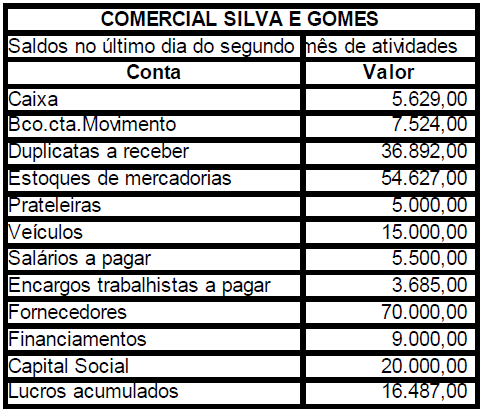 COMERCIAL SILVA E GOMES
Saldos no último dia do segundo mês de atividades
Conta Valor
Caixa 5.629,00
Bco.cta.Movimento 7.524,00
Duplicatas a receber 36.892,00
Estoques de mercadorias 54.627,00
Prateleiras 5.000,00
Veículos 15.000,00
Salários a pagar 5.500,00
Encargos trabalhistas a pagar 3.685,00
Fornecedores 70.000,00
Financiamentos 9.000,00
Capital Social 20.000,00
Lucros acumulados 16.487,00